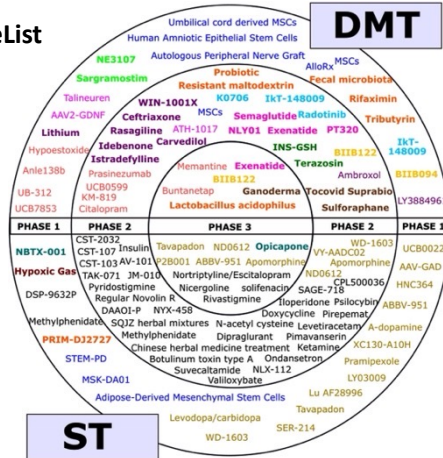 eList
DMT
Umbilical cord derived MSCs
Human Amniotic Epithelial Stem Cells
Autologous Peripheral Nerve Graft
NE3107
Sargramostim
AlloRx MSCs
Fecal microbiota
Talineuren
AAV2-GDNF
Rifaximin
Tributyrin
Lithium
Hypoestoxide
IkT-148009
Anle138b
BIIB094
UB-312
UCB7853
LY3884961
Probiotic
Resistant maltodextrin
WIN-1001X
K0706
IkT-148009
MSCs
Ceftriaxone
Semaglutide
Radotinib
Rasagiline
ATH-1017
NLY01
Exenatide
PT320
Idebenone
Carvedilol
INS-GSH
BIIB122
Istradefylline
Terazosin
Prasinezumab
Ambroxol
UCB0599
KM-819
Citalopram
Tocovid Suprabio
Sulforaphane
Memantine
Exenatide
BIIB122
Buntanetap
Ganoderma
Lactobacillus acidophilus
PHASE 1
PHASE 2
PHASE 3
PHASE 2
PHASE 1
NBTX-001
CST-2032
CST-107
Insulin
Tavapadon
ND0612
Opicapone
WD-1603
VY-AADC02
UCB0022
Hypoxic Gas
CST-103
AV-101
P2B001
ABBV-951
Apomorphine
Apomorphine
ND0612
AAV-GAD
TAK-071
JM-010
Nortriptyline/Escitalopram
CPL500036
HNC364
DSP-9632P
Pyridostigmine
Nicergoline
solifenacin
SAGE-718
Regular Novolin R
Rivastigmine
Iloperidone
Psilocybin
ABBV-951
DAAOI-P
NYX-458
Doxycycline
Pirepemat
Methylphenidate
SQJZ herbal mixtures
N-acetyl cysteine
Levetiracetam
A-dopamine
Methylphenidate
Dipraglurant
Pimavanserin
PRIM-DJ2727
Chinese herbal medicine treatment
Ketamine
XC130-A10H
Botulinum toxin type A
Ondansetron
Pramipexole
STEM-PD
Suvecaltamide
NLX-112
LY03009
Valiloxybate
MSK-DA01
Lu AF28996
Adipose-Derived Mesenchymal Stem Cells
Tavapadon
Levodopa/carbidopa
SER-214
WD-1603
ST